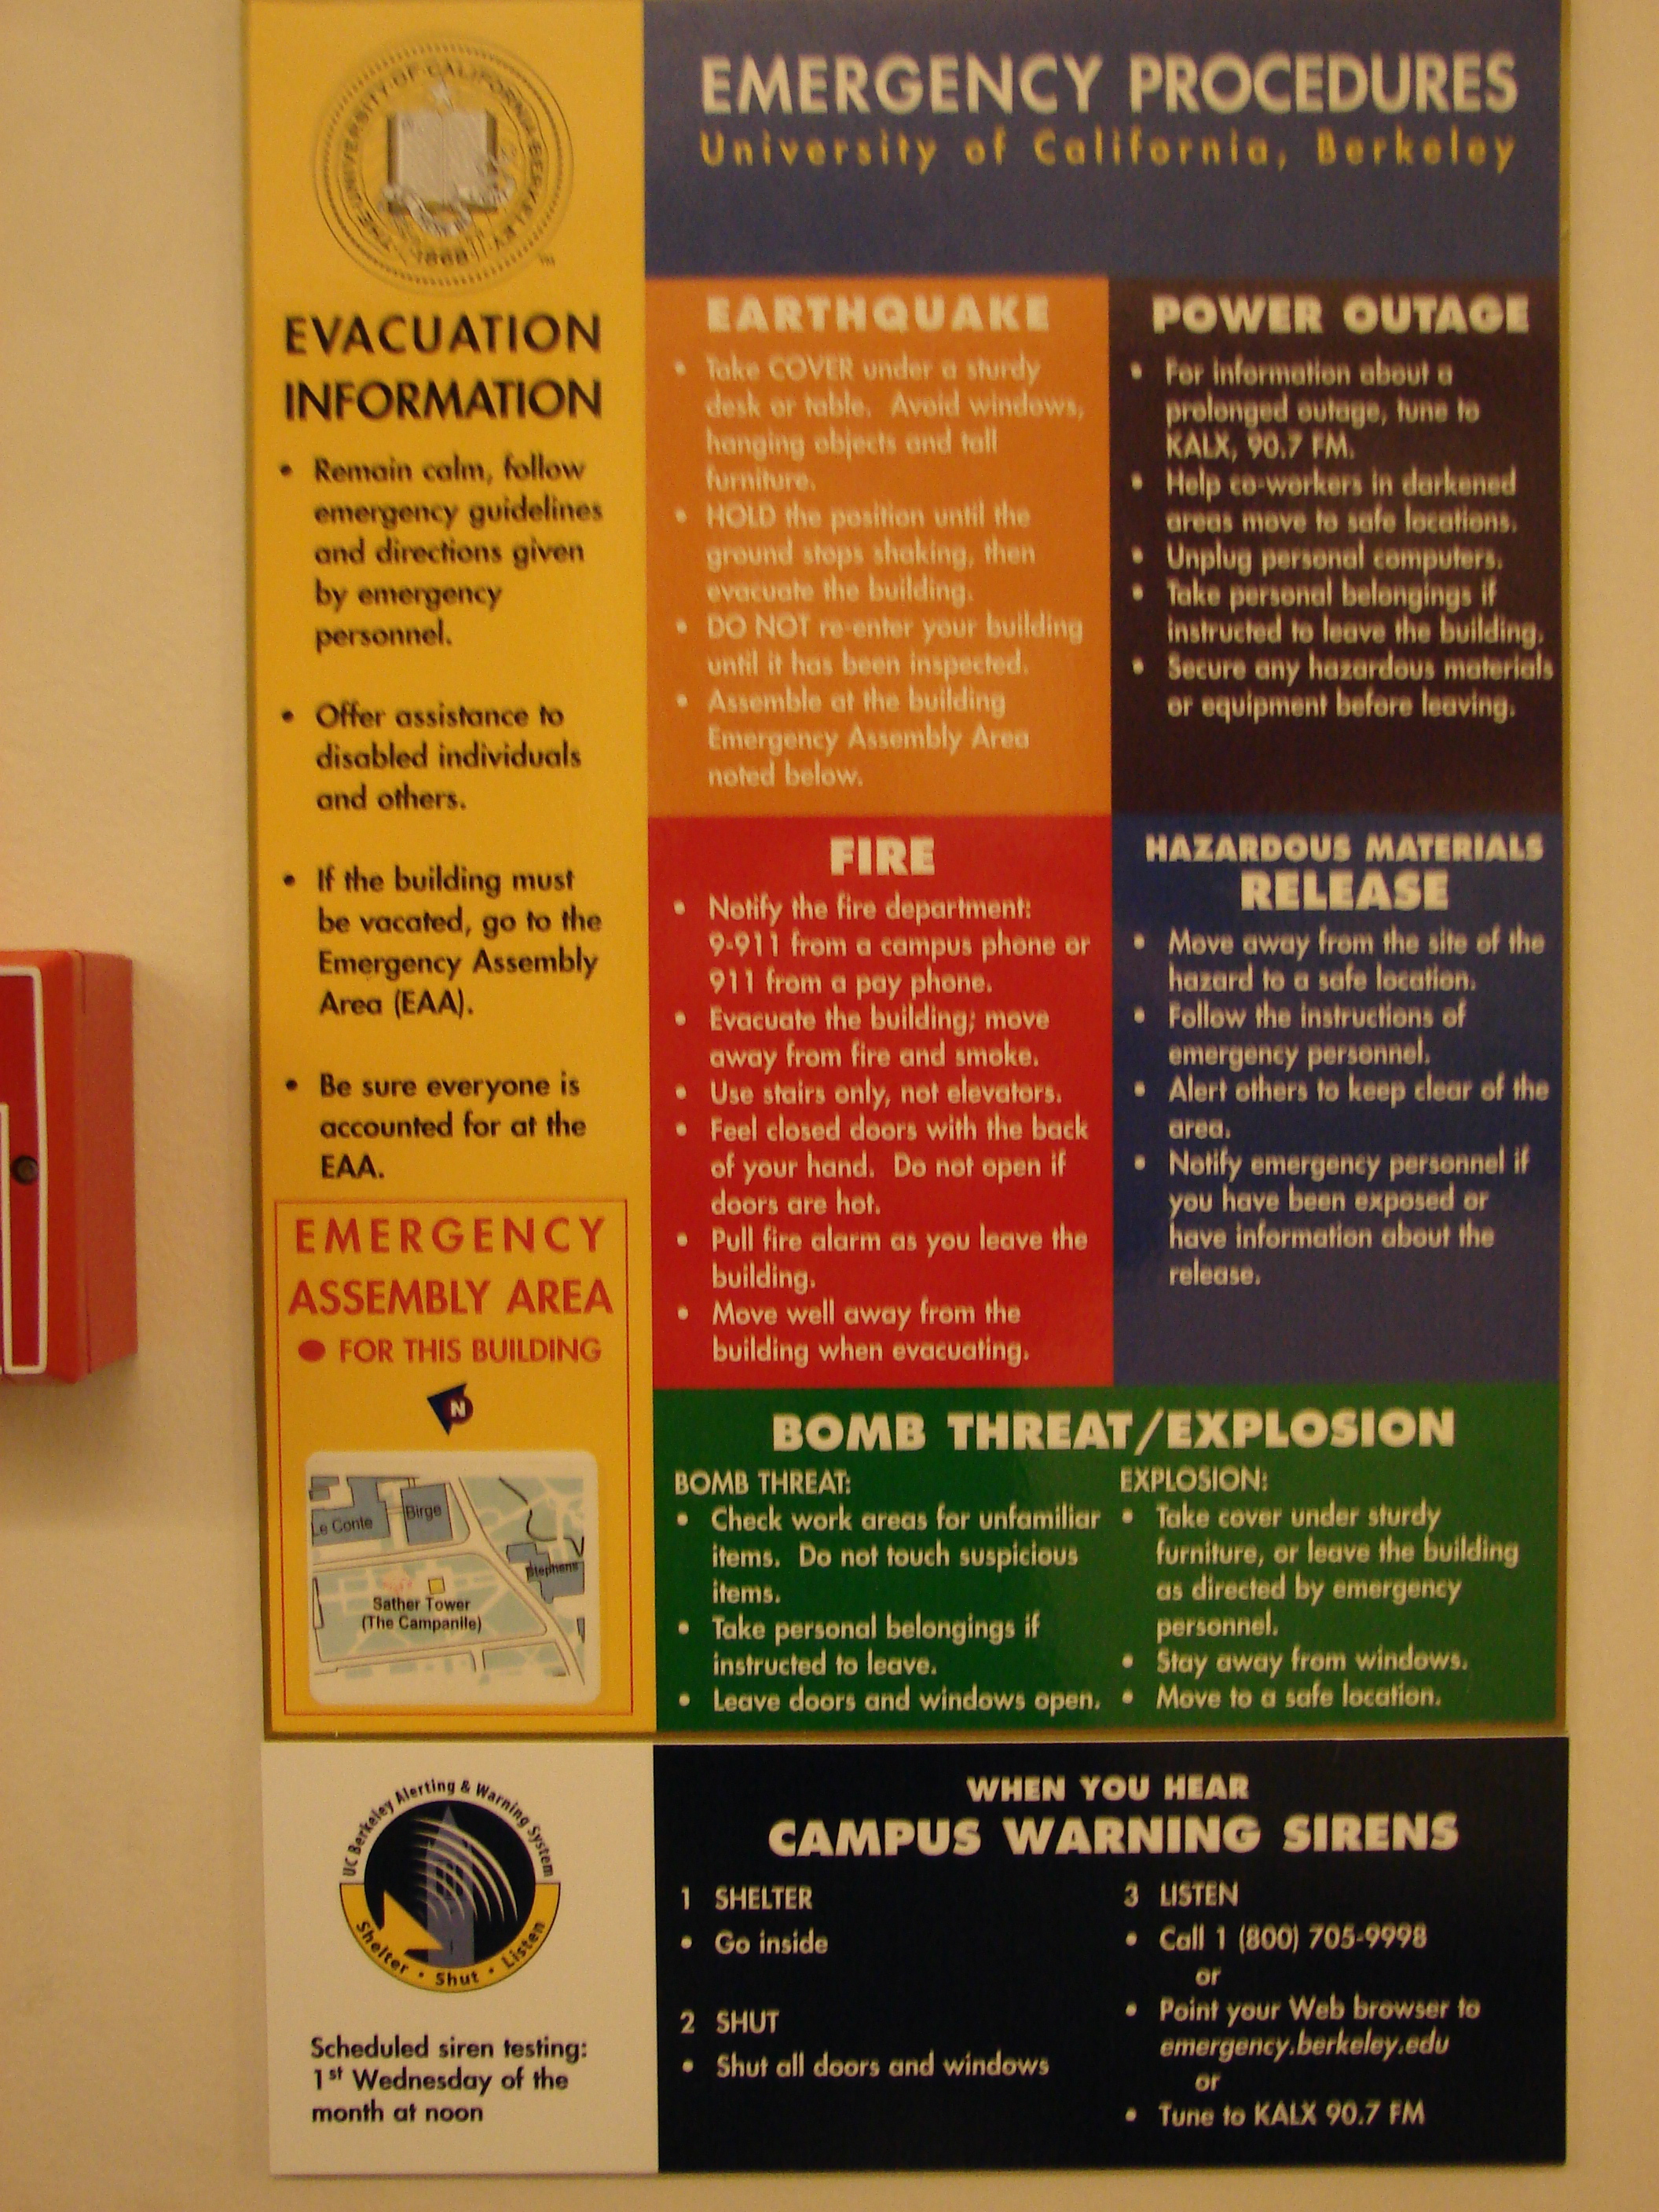 THE UNIVERSITY OF CALIFORNIA BERKELEY
1868
™
EVACUATION
INFORMATION
• Remain calm, follow
emergency guidelines
and directions given
by emergency
personnel.
• Offer assistance to
disabled individuals
and others.
• If the building must
be vacated, go to the
Emergency Assembly
Area (EAA).
• Be sure everyone is
accounted for at the
EAA.
EMERGENCY
ASSEMBLY AREA
● FOR THIS BUILDING
N
Le Conte
Birge
Stephens
Sather Tower
(The Campanile)
EMERGENCY PROCEDURES
University of California, Berkeley
EARTHQUAKE
• Take COVER under a sturdy
desk or table. Avoid windows,
hanging objects and tall
furniture.
• HOLD the position until the
ground stops shaking, then
evacuate the building.
• DO NOT re-enter your building
until it has been inspected.
• Assemble at the building
Emergency Assembly Area
noted below.
POWER OUTAGE
• For information about a
prolonged outage, tune to
KALX, 90.7 FM.
• Help co-workers in darkened
areas move to safe locations.
• Unplug personal computers.
• Take personal belongings if
instructed to leave the building.
• Secure any hazardous materials
or equipment before leaving.
FIRE
• Notify the fire department:
9-911 from a campus phone or
911 from a pay phone.
• Evacuate the building; move
away from fire and smoke.
• Use stairs only, not elevators.
• Feel closed doors with the back
of your hand. Do not open if
doors are hot.
• Pull fire alarm as you leave the
building.
• Move well away from the
building when evacuating.
HAZARDOUS MATERIALS
RELEASE
• Move away from the site of the
hazard to a safe location.
• Follow the instructions of
emergency personnel.
• Alert others to keep clear of the
area.
• Notify emergency personnel if
you have been exposed or
have information about the
release.
BOMB THREAT/EXPLOSION
BOMB THREAT:
• Check work areas for unfamiliar
items. Do not touch suspicious
items.
• Take personal belongings if
instructed to leave.
• Leave doors and windows open.
EXPLOSION:
• Take cover under sturdy
furniture, or leave the building
as directed by emergency
personnel.
• Stay away from windows.
• Move to a safe location.
UC Berkeley Alerting & Warning System
Shelter • Shut • Listen
Scheduled siren testing:
1st Wednesday of the
month at noon
WHEN YOU HEAR
CAMPUS WARNING SIRENS
1 SHELTER
• Go inside
2 SHUT
• Shut all doors and windows
3 LISTEN
• Call 1 (800) 705-9998
or
• Point your Web browser to
emergency.berkeley.edu
or
• Tune to KALX 90.7 FM